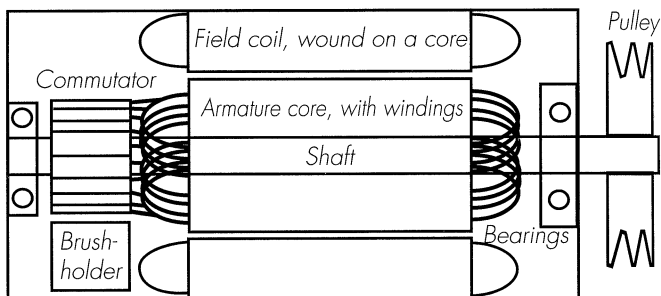 Pulley
Field coil, wound on a core
Commutator
Armature core, with windings
Shaft
Brush-
holder
Bearings